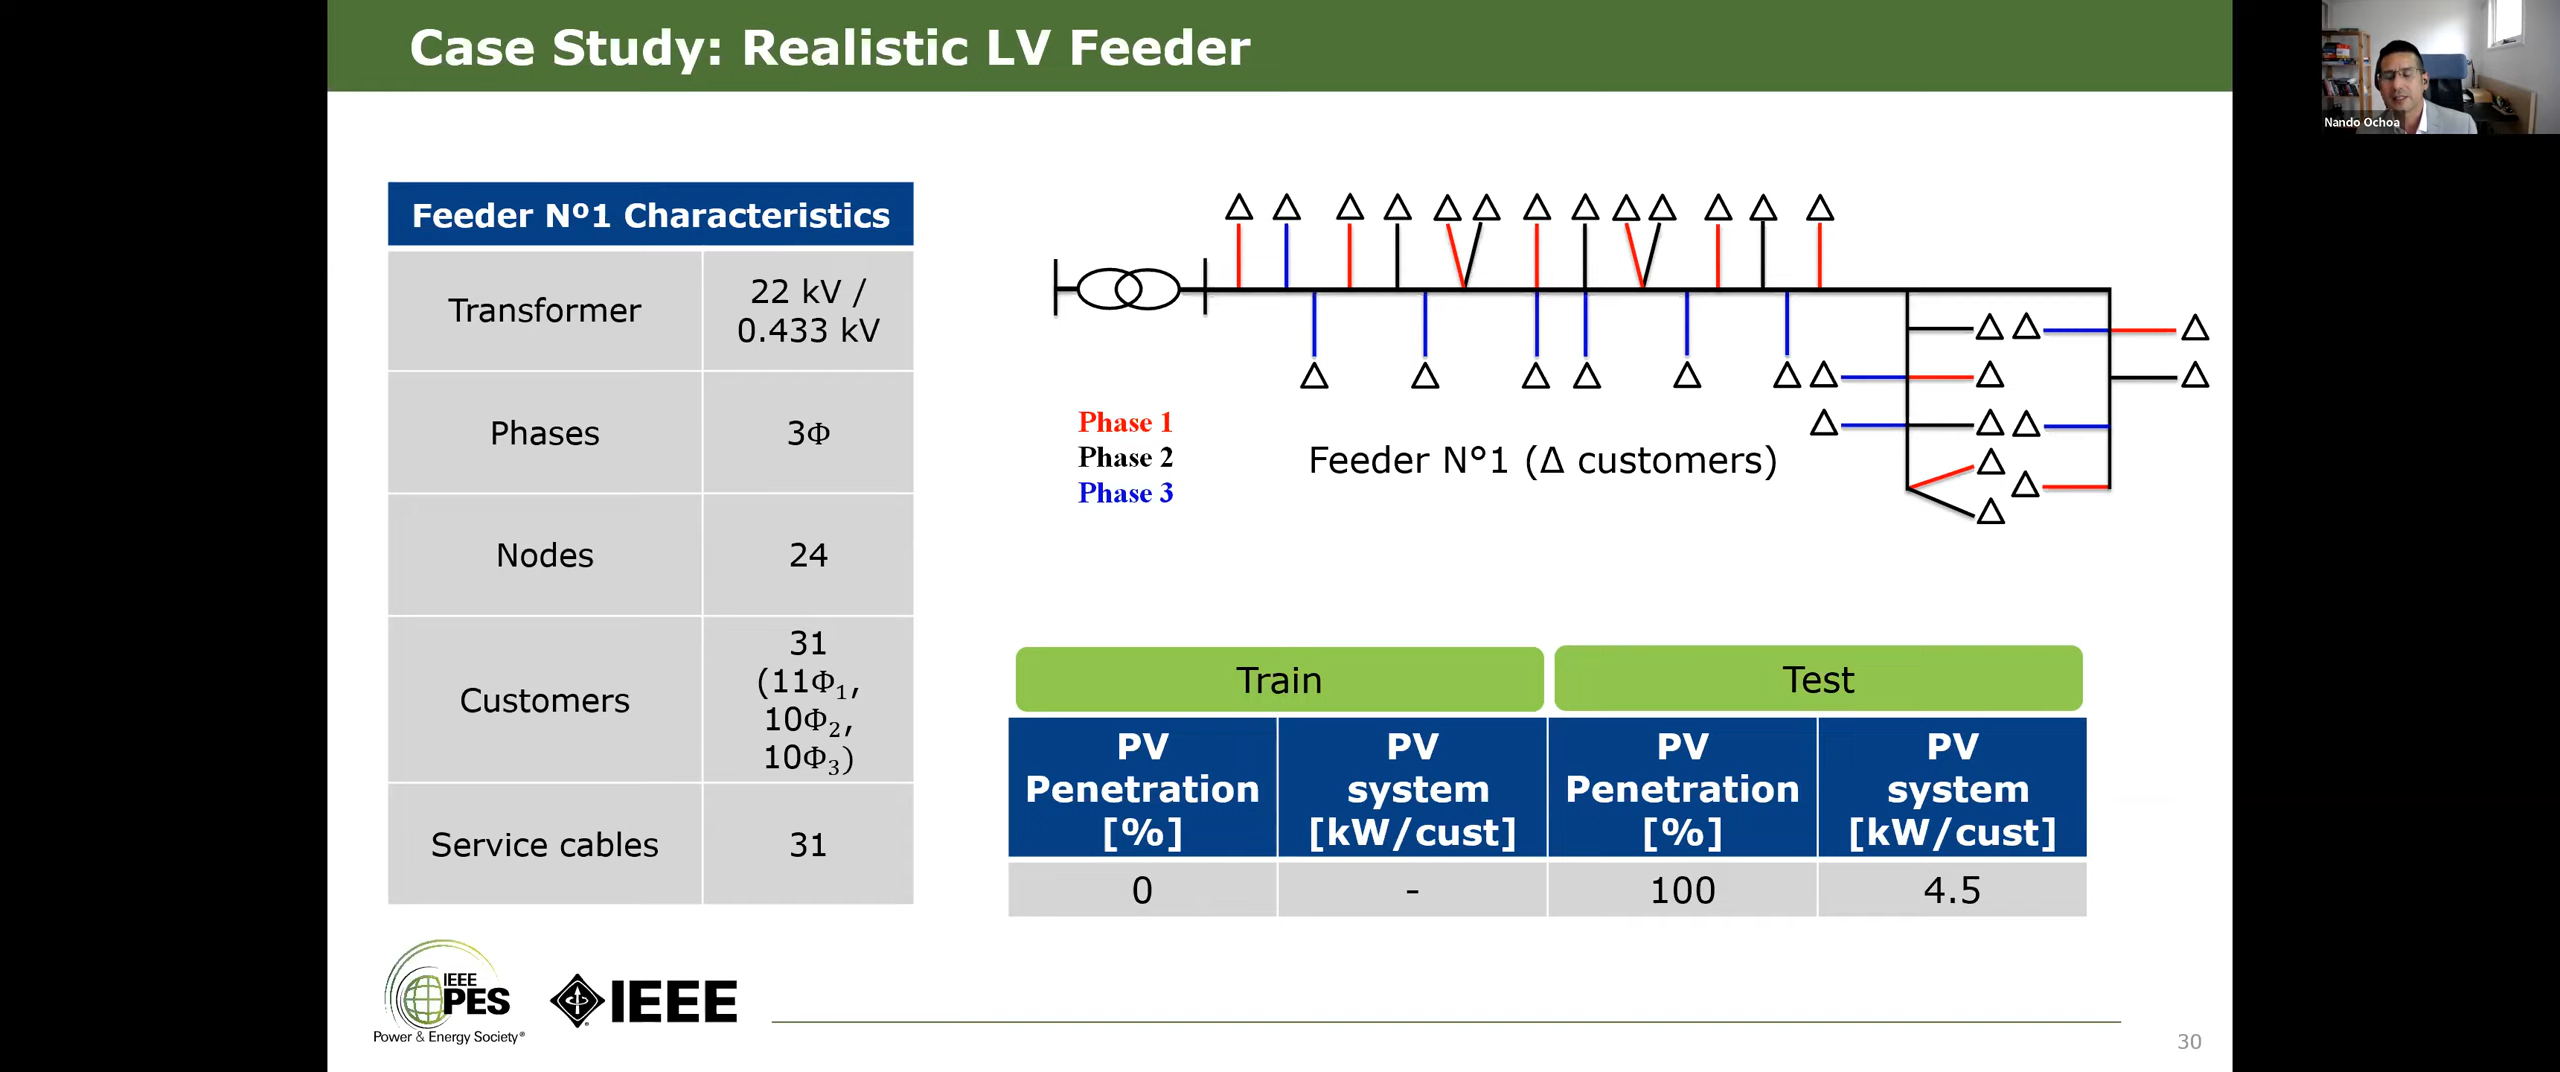 Case Study: Realistic LV Feeder
Nando Ochoa
Feeder Nº1 Characteristics
Transformer
22 kV /
0.433 kV
Phases
3Φ
Nodes
24
Customers
31
(11Φ₁,
10Φ₂,
10Φ₃)
Service cables
31
Phase 1
Phase 2
Phase 3
Feeder N°1 (Δ customers)
Train
Test
PV
Penetration
[%]
PV
system
[kW/cust]
PV
Penetration
[%]
PV
system
[kW/cust]
0
-
100
4.5
IEEE
PES
Power & Energy Society®
IEEE
30